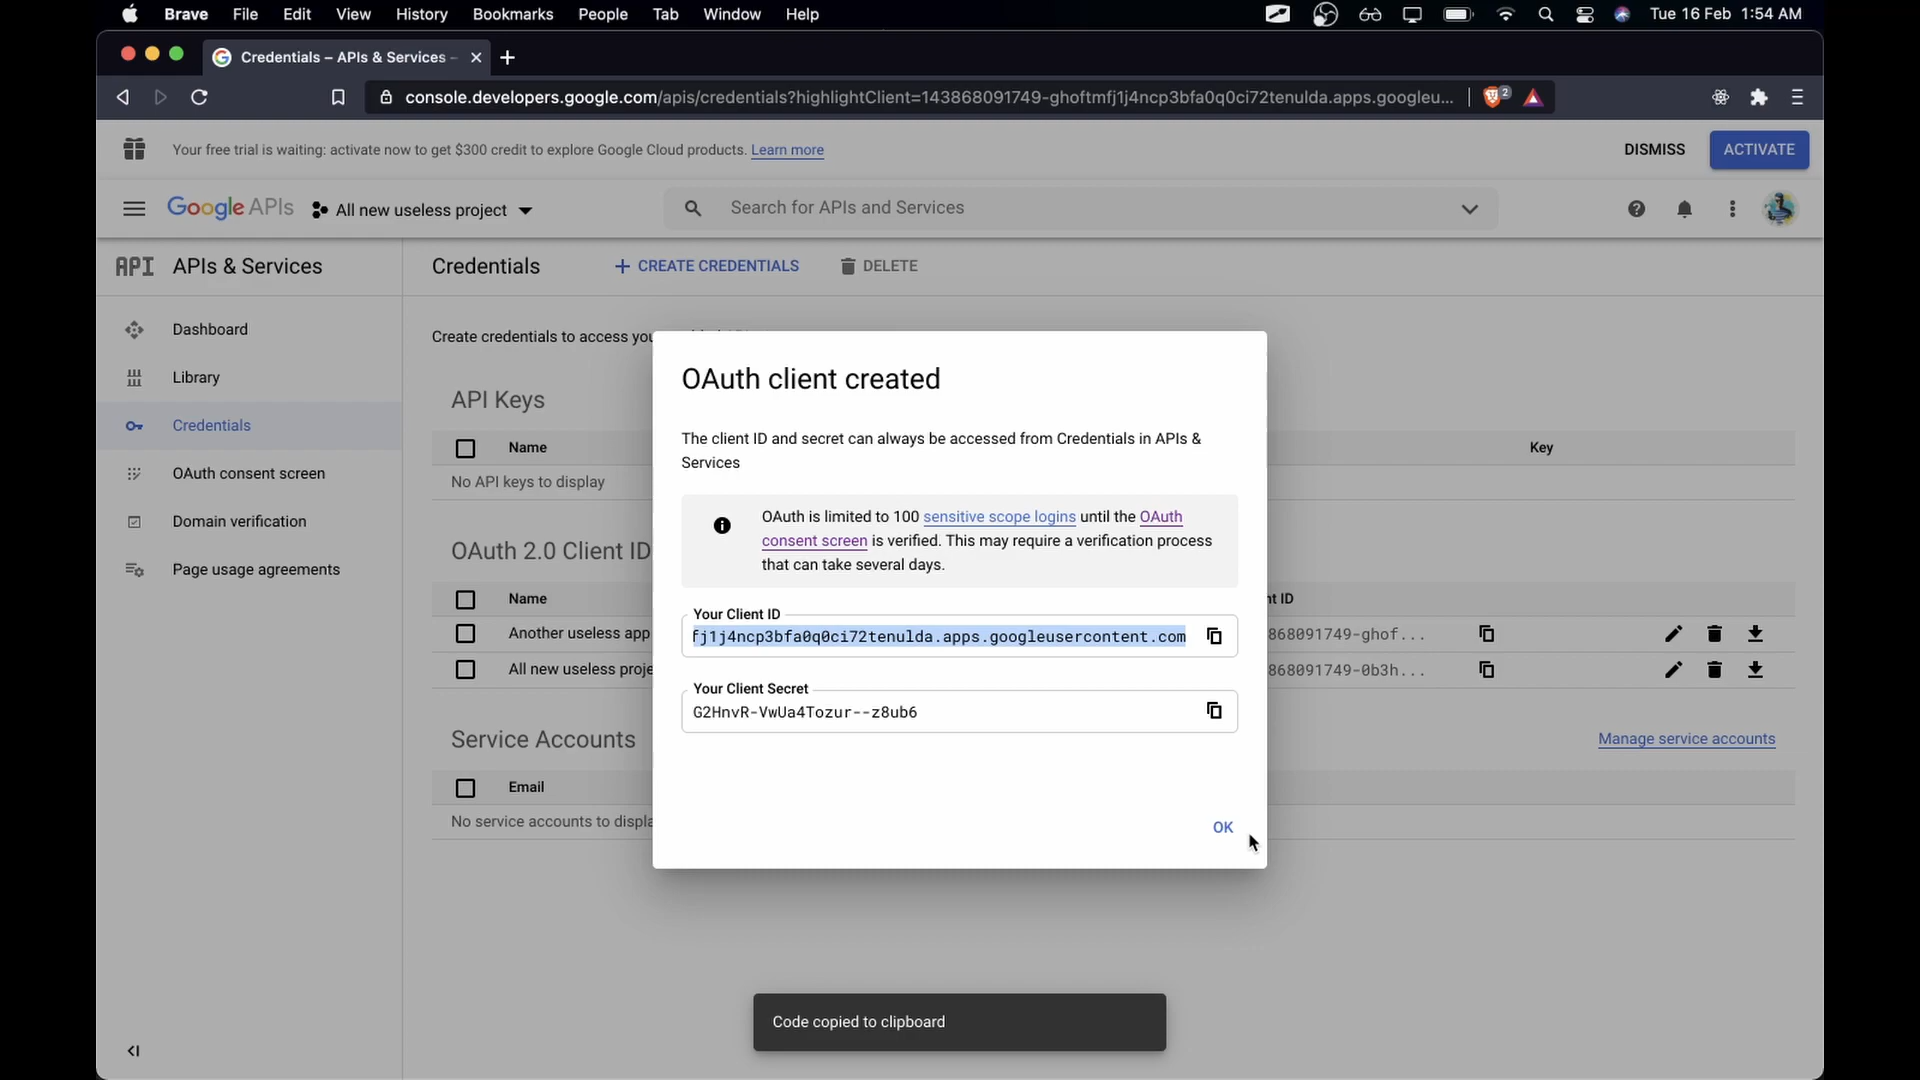 Brave File Edit View History Bookmarks People Tab Window Help Tue 16 Feb 1:54 AM
Credentials – APIs & Services –
console.developers.google.com/apis/credentials?highlightClient=143868091749-ghoftmfj1j4ncp3bfa0q0ci72tenulda.apps.googleu... 2
Your free trial is waiting: activate now to get $300 credit to explore Google Cloud products. Learn more DISMISS ACTIVATE
Google APIs All new useless project Search for APIs and Services
API APIs & Services Credentials + CREATE CREDENTIALS DELETE
Dashboard
Library
Credentials
OAuth consent screen
Domain verification
Page usage agreements
Create credentials to access you
API Keys
Name Key
No API keys to display
OAuth 2.0 Client ID
Name nt ID
Another useless app 868091749-ghof...
All new useless proje 868091749-0b3h...
Service Accounts Manage service accounts
Email
No service accounts to displa
OAuth client created
The client ID and secret can always be accessed from Credentials in APIs &
Services
OAuth is limited to 100 sensitive scope logins until the OAuth
consent screen is verified. This may require a verification process
that can take several days.
Your Client ID
fj1j4ncp3bfa0q0ci72tenulda.apps.googleusercontent.com
Your Client Secret
G2HnvR-VwUa4Tozur--z8ub6
OK
Code copied to clipboard